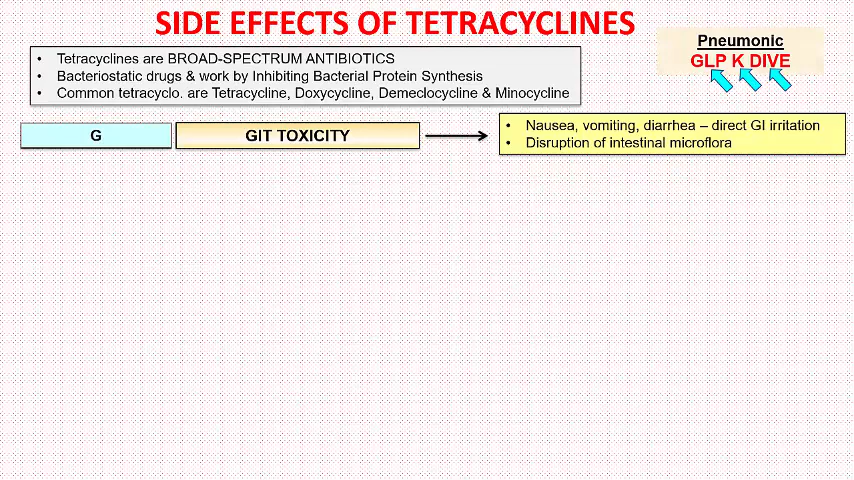 SIDE EFFECTS OF TETRACYCLINES
Pneumonic
GLP K DIVE
• Tetracyclines are BROAD-SPECTRUM ANTIBIOTICS
• Bacteriostatic drugs & work by Inhibiting Bacterial Protein Synthesis
• Common tetracyclo. are Tetracycline, Doxycycline, Demeclocycline & Minocycline
G
GIT TOXICITY
• Nausea, vomiting, diarrhea – direct GI irritation
• Disruption of intestinal microflora